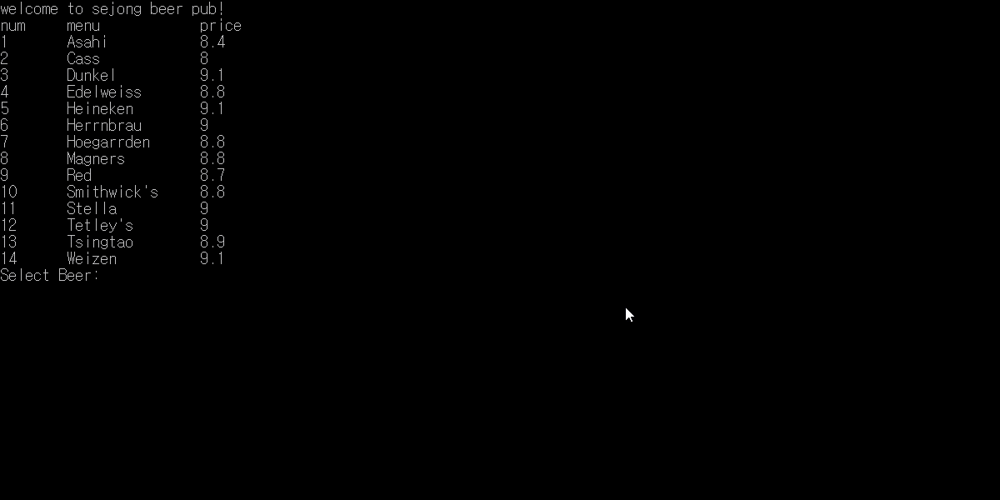 welcome to sejong beer pub!
num menu price
1 Asahi 8.4
2 Cass 8
3 Dunkel 9.1
4 Edelweiss 8.8
5 Heineken 9.1
6 Herrnbrau 9
7 Hoegarrden 8.8
8 Magners 8.8
9 Red 8.7
10 Smithwick's 8.8
11 Stella 9
12 Tetley's 9
13 Tsingtao 8.9
14 Weizen 9.1
Select Beer: